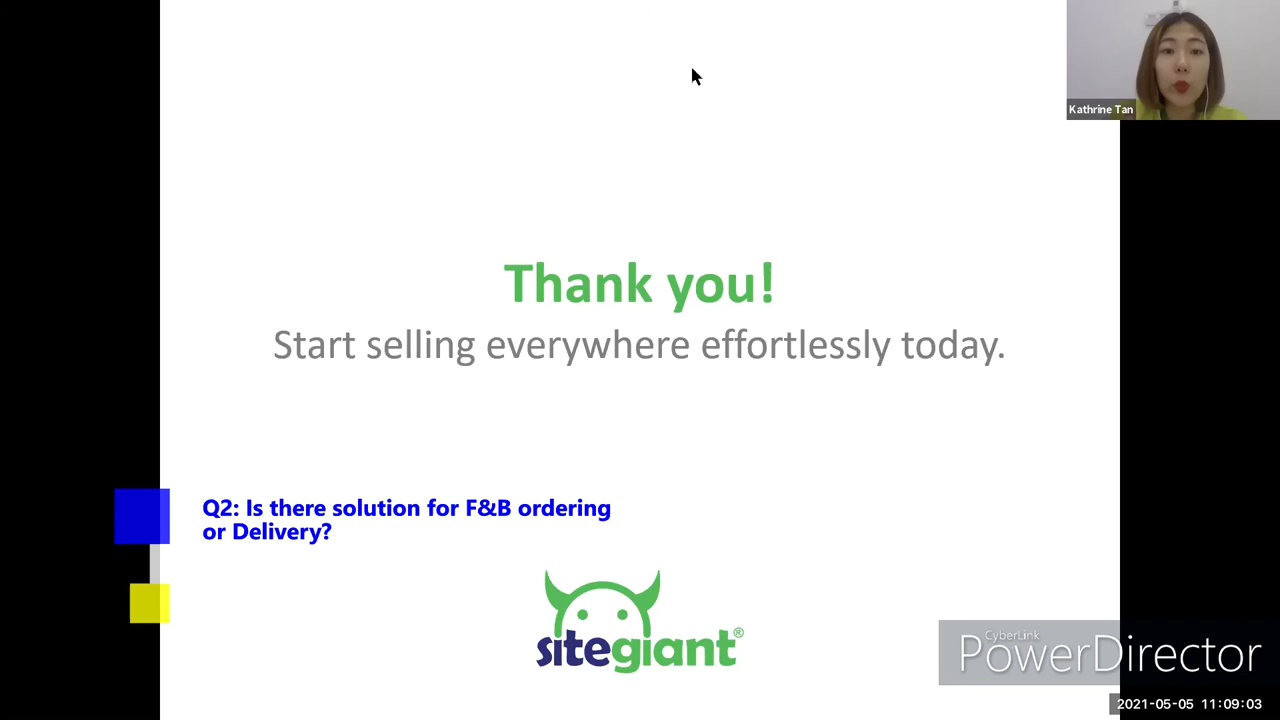 Kathrine Tan
Thank you!
Start selling everywhere effortlessly today.
Q2: Is there solution for F&B ordering
or Delivery?
sitegiant®
CyberLink
PowerDirector
2021-05-05 11:09:03